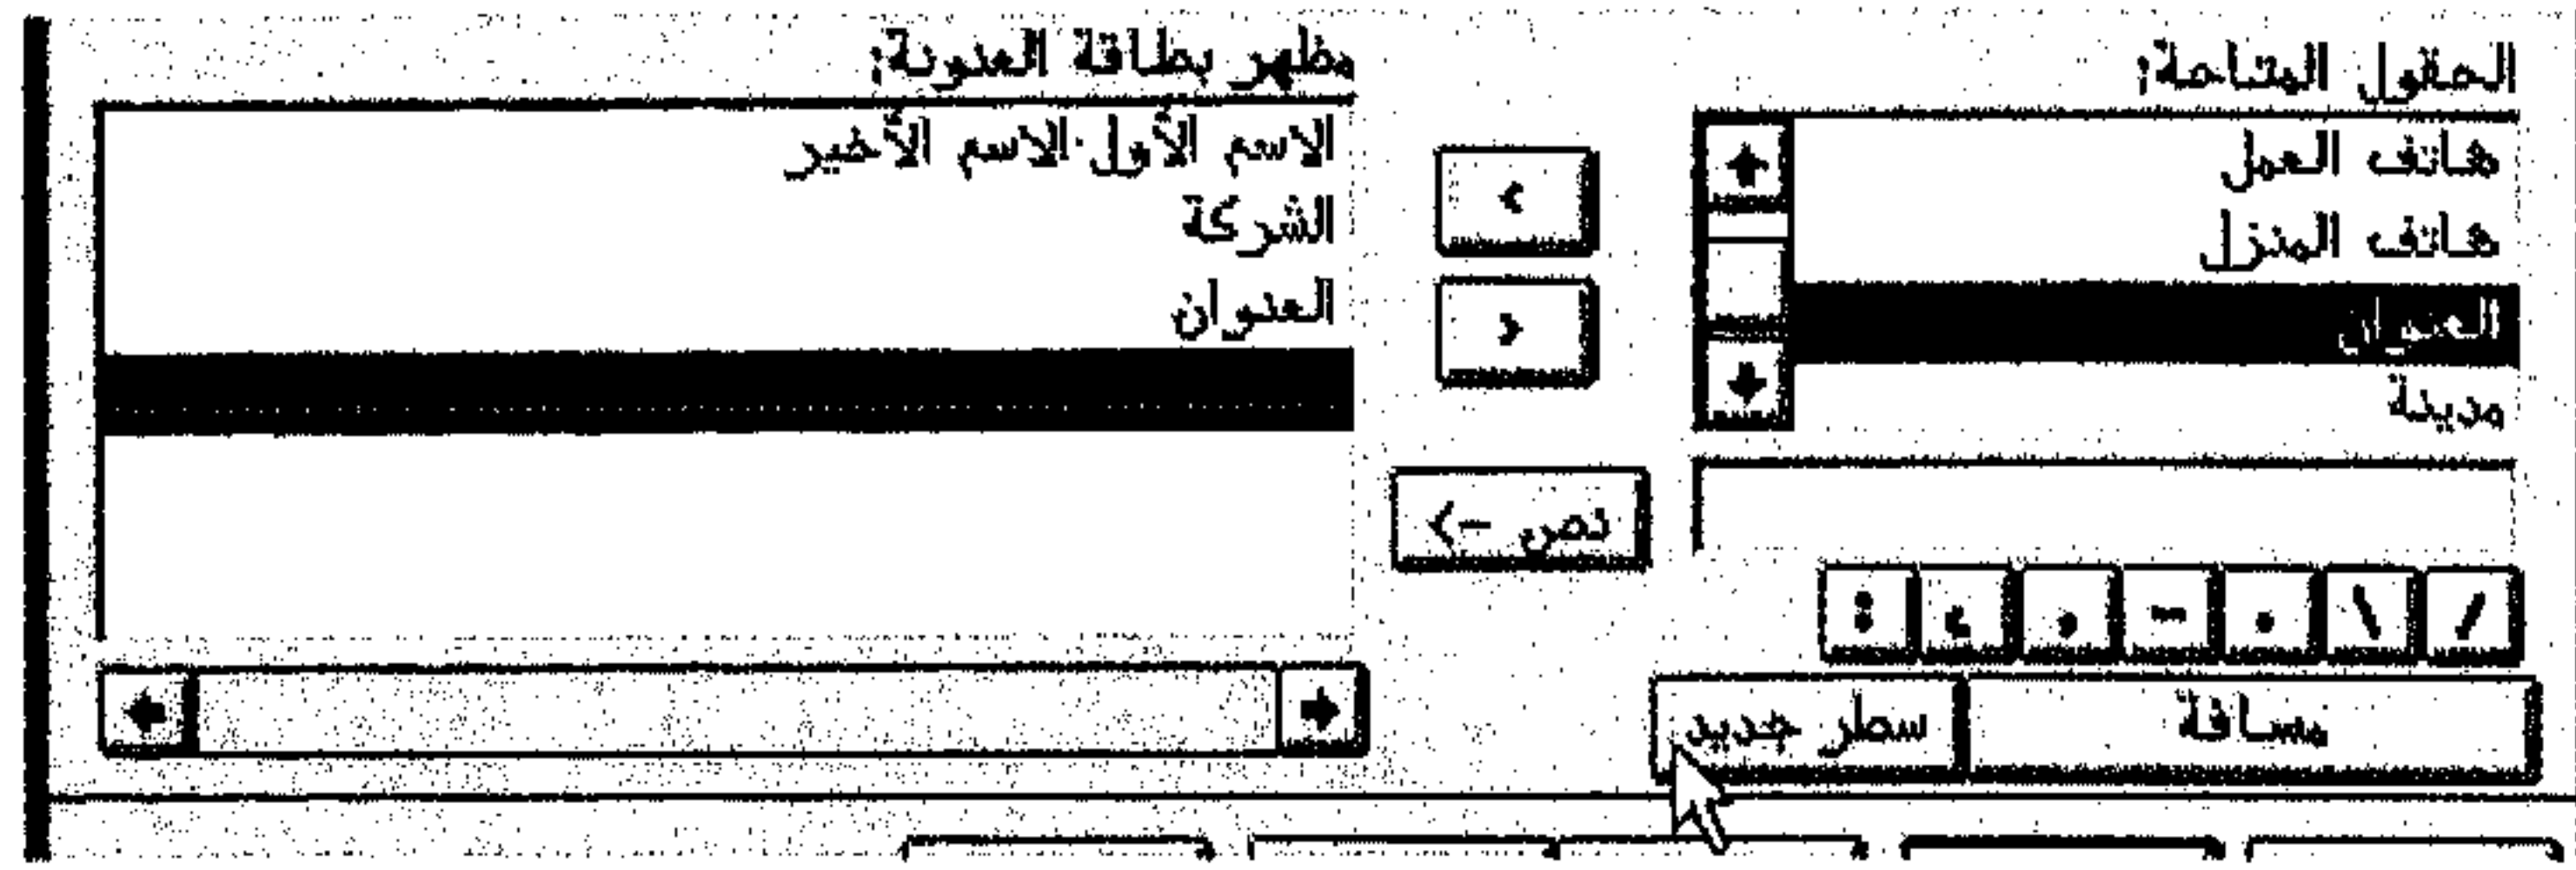 الحقول المتاحة:
هاتف العمل
هاتف المنزل
العنوان
مدينة
/ \ . - , ؛ :
مسافة
سطر جديد
<
>
نص ->
مظهر بطاقة العنونة:
الاسم الأول·الاسم الأخير
الشركة
العنوان